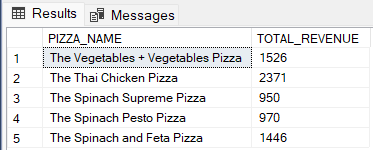 Results Messages
PIZZA_NAME TOTAL_REVENUE
1 The Vegetables + Vegetables Pizza 1526
2 The Thai Chicken Pizza 2371
3 The Spinach Supreme Pizza 950
4 The Spinach Pesto Pizza 970
5 The Spinach and Feta Pizza 1446